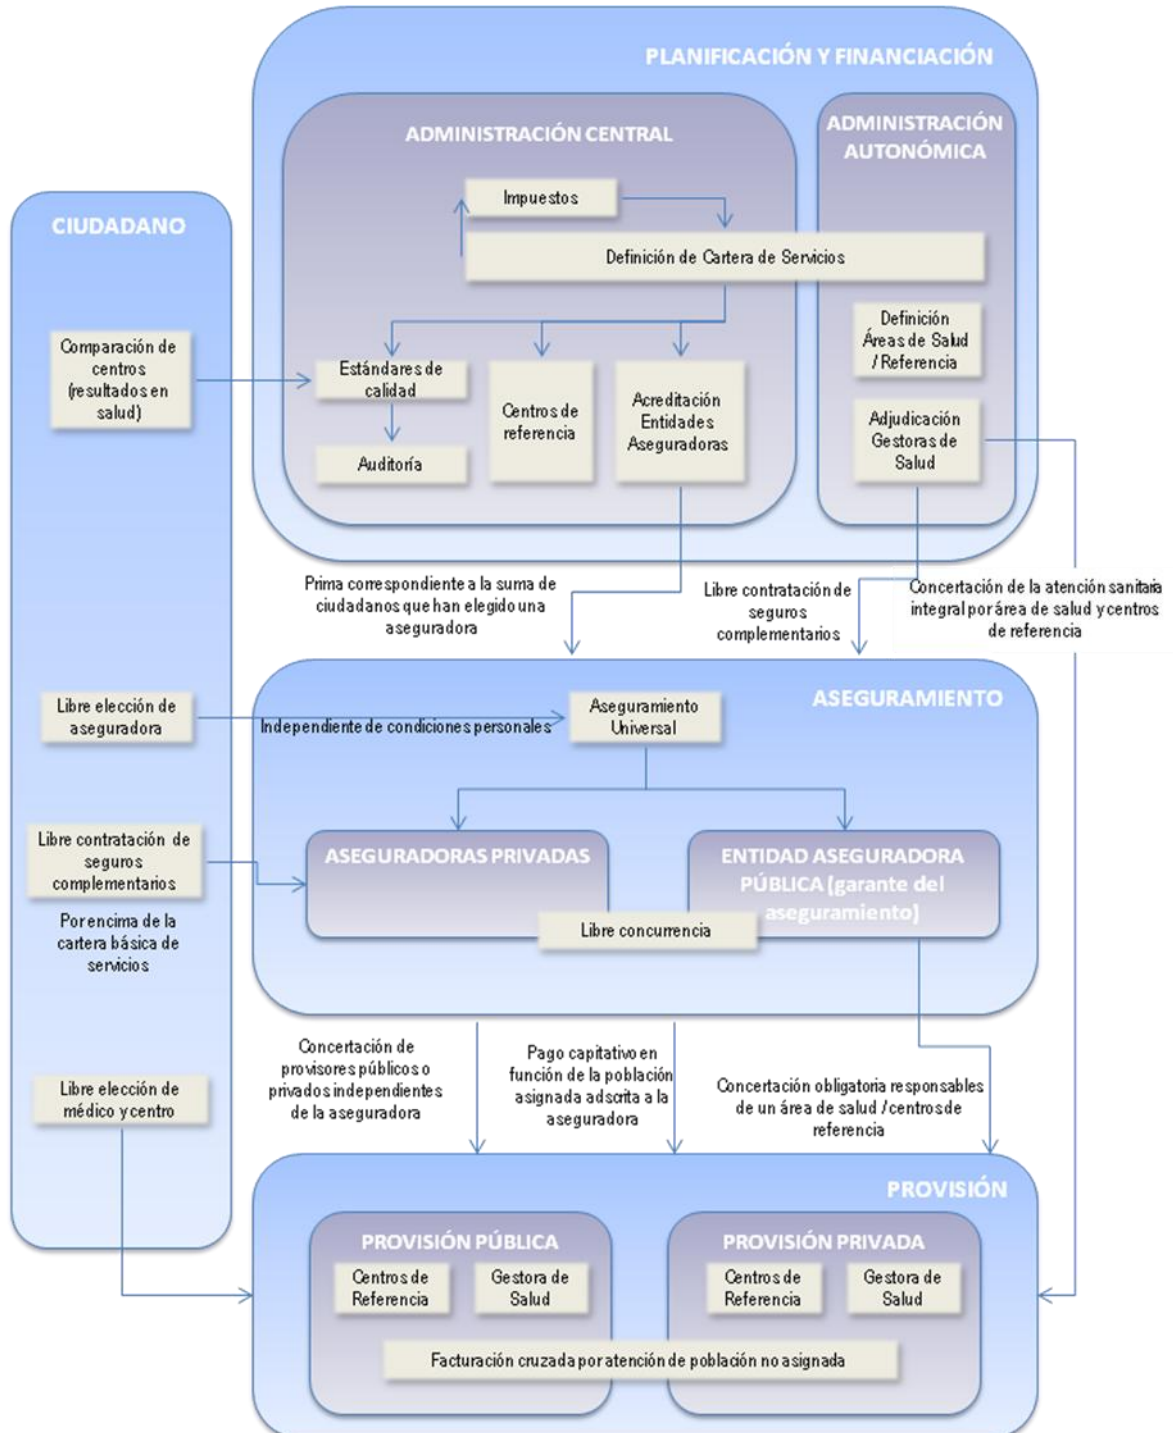 PLANIFICACIÓN Y FINANCIACIÓN
ADMINISTRACIÓN CENTRAL
ADMINISTRACIÓN
AUTONÓMICA
Impuestos
Definición de Cartera de Servicios
Definición
Áreas de Salud
/ Referencia
Estándares de
calidad
Centros de
referencia
Acreditación
Entidades
Aseguradoras
Adjudicación
Gestoras de
Salud
Auditoría
CIUDADANO
Comparación de
centros
(resultados en
salud)
Libre elección de
aseguradora
Libre contratación de
seguros
complementarios
Por encima de la
cartera básica de
servicios
Libre elección de
médico y centro
Prima correspondiente a la suma de
ciudadanos que han elegido una
aseguradora
Libre contratación de
seguros
complementarios
Concertación de la atención sanitaria
integral por área de salud y centros
de referencia
ASEGURAMIENTO
Independiente de condiciones personales
Aseguramiento
Universal
ASEGURADORAS PRIVADAS
ENTIDAD ASEGURADORA
PÚBLICA (garante del
aseguramiento)
Libre concurrencia
Concertación de
provisores públicos o
privados independientes
de la aseguradora
Pago capitativo en
función de la población
asignada adscrita a la
aseguradora
Concertación obligatoria responsables
de un área de salud / centros de
referencia
PROVISIÓN
PROVISIÓN PÚBLICA
Centros de
Referencia
Gestora de
Salud
PROVISIÓN PRIVADA
Centros de
Referencia
Gestora de
Salud
Facturación cruzada por atención de población no asignada